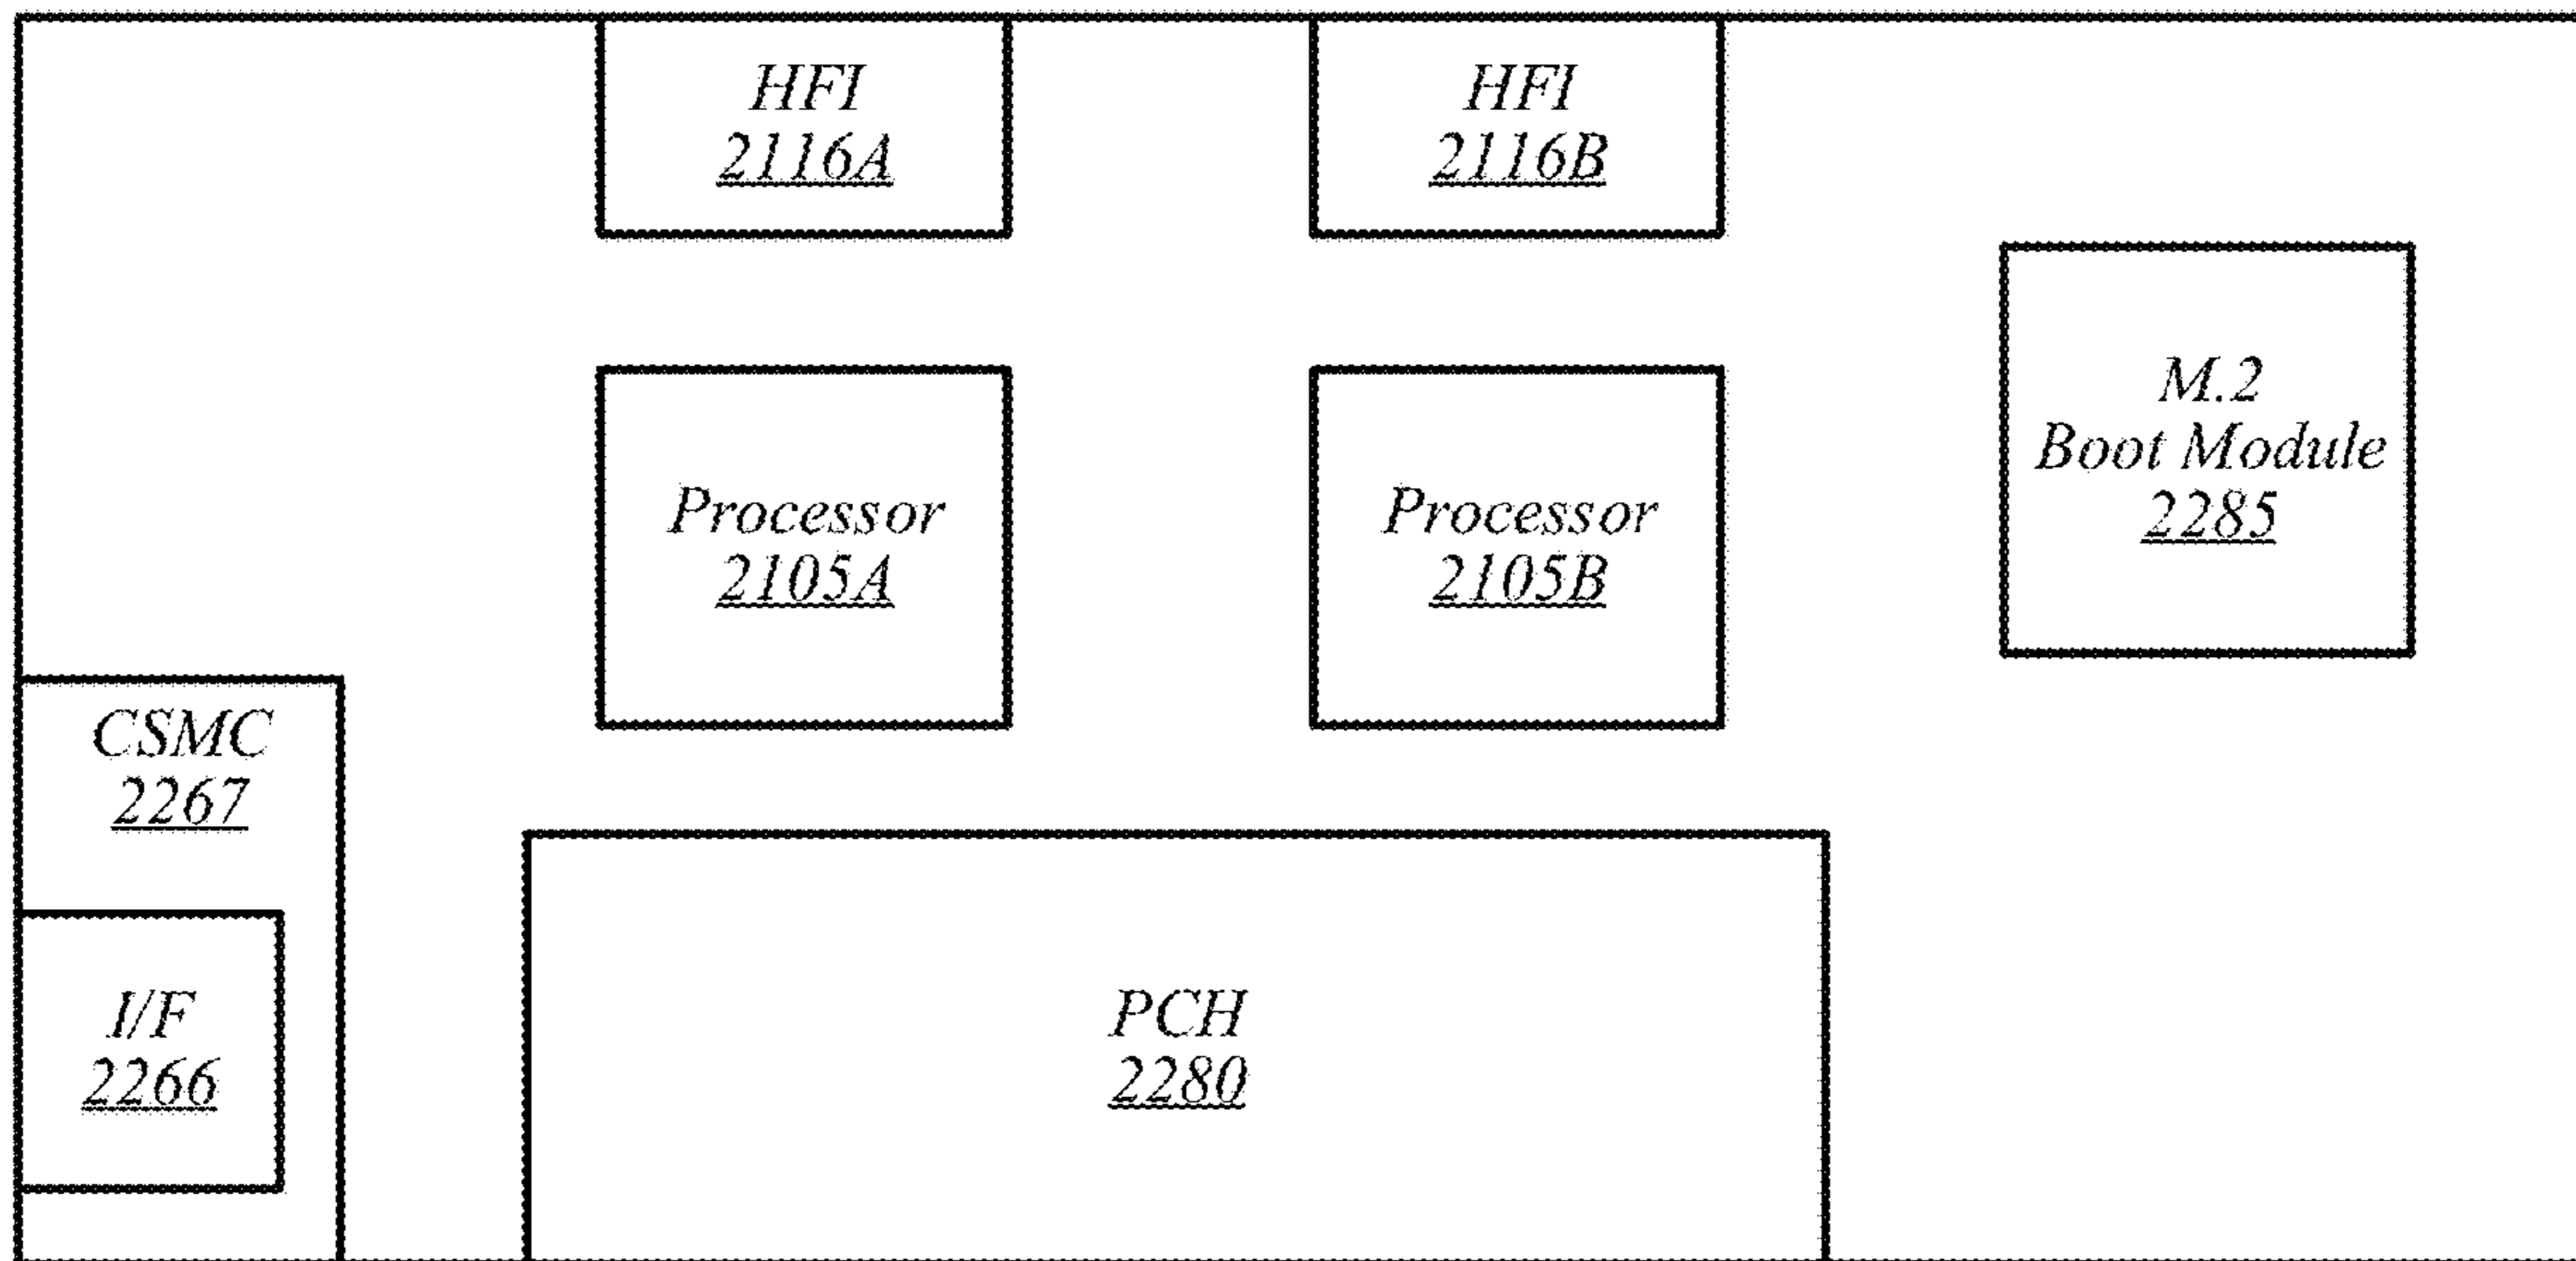 HFI
2116A
HFI
2116B
M.2
Boot Module
2285
Processor
2105A
Processor
2105B
CSMC
2267
I/F
2266
PCH
2280